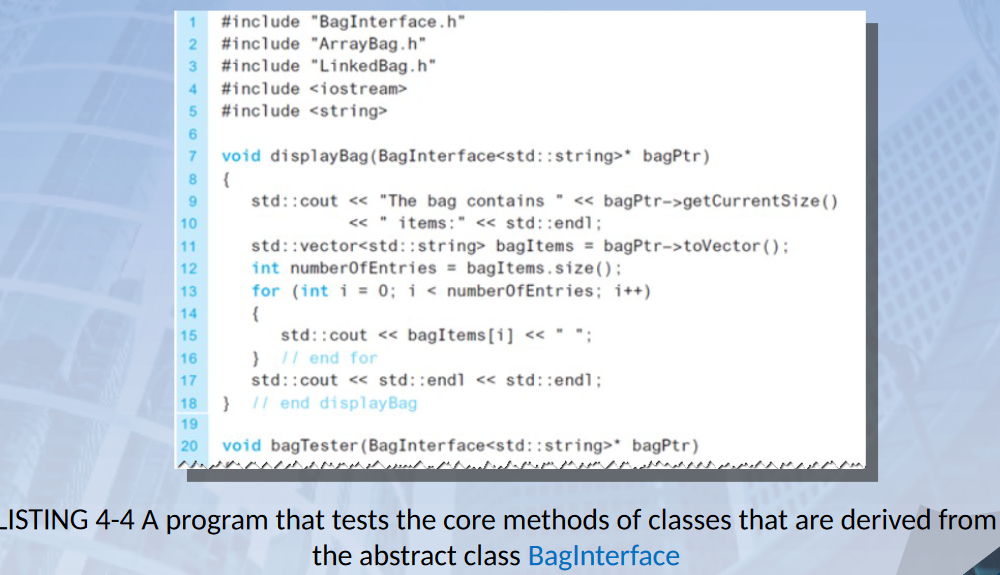 1 #include "BagInterface.h"
2 #include "ArrayBag.h"
3 #include "LinkedBag.h"
4 #include <iostream>
5 #include <string>
6
7 void displayBag(BagInterface<std::string>* bagPtr)
8 {
9 std::cout << "The bag contains " << bagPtr->getCurrentSize()
10 << " items:" << std::endl;
11 std::vector<std::string> bagItems = bagPtr->toVector();
12 int numberOfEntries = bagItems.size();
13 for (int i = 0; i < numberOfEntries; i++)
14 {
15 std::cout << bagItems[i] << " ";
16 } // end for
17 std::cout << std::endl << std::endl;
18 } // end displayBag
19
20 void bagTester(BagInterface<std::string>* bagPtr)
LISTING 4-4 A program that tests the core methods of classes that are derived from
the abstract class BagInterface